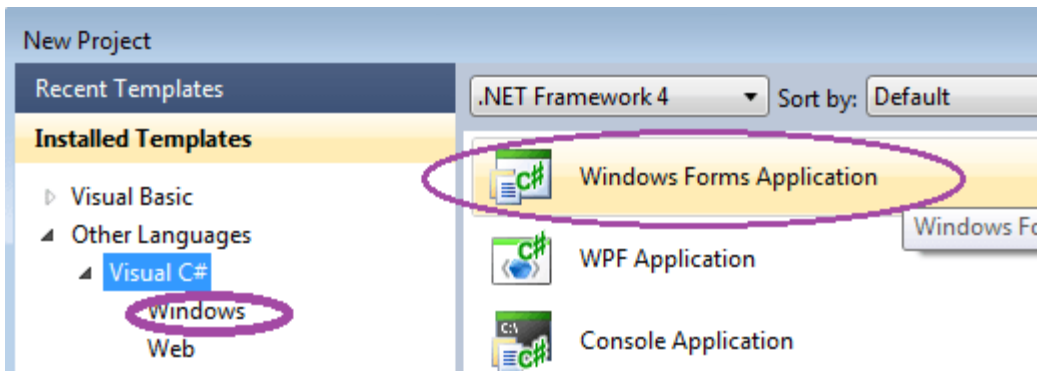 New Project
Recent Templates
Installed Templates
Visual Basic
Other Languages
Visual C#
Windows
Web
.NET Framework 4 Sort by: Default
Windows Forms Application
Windows Fo
WPF Application
Console Application